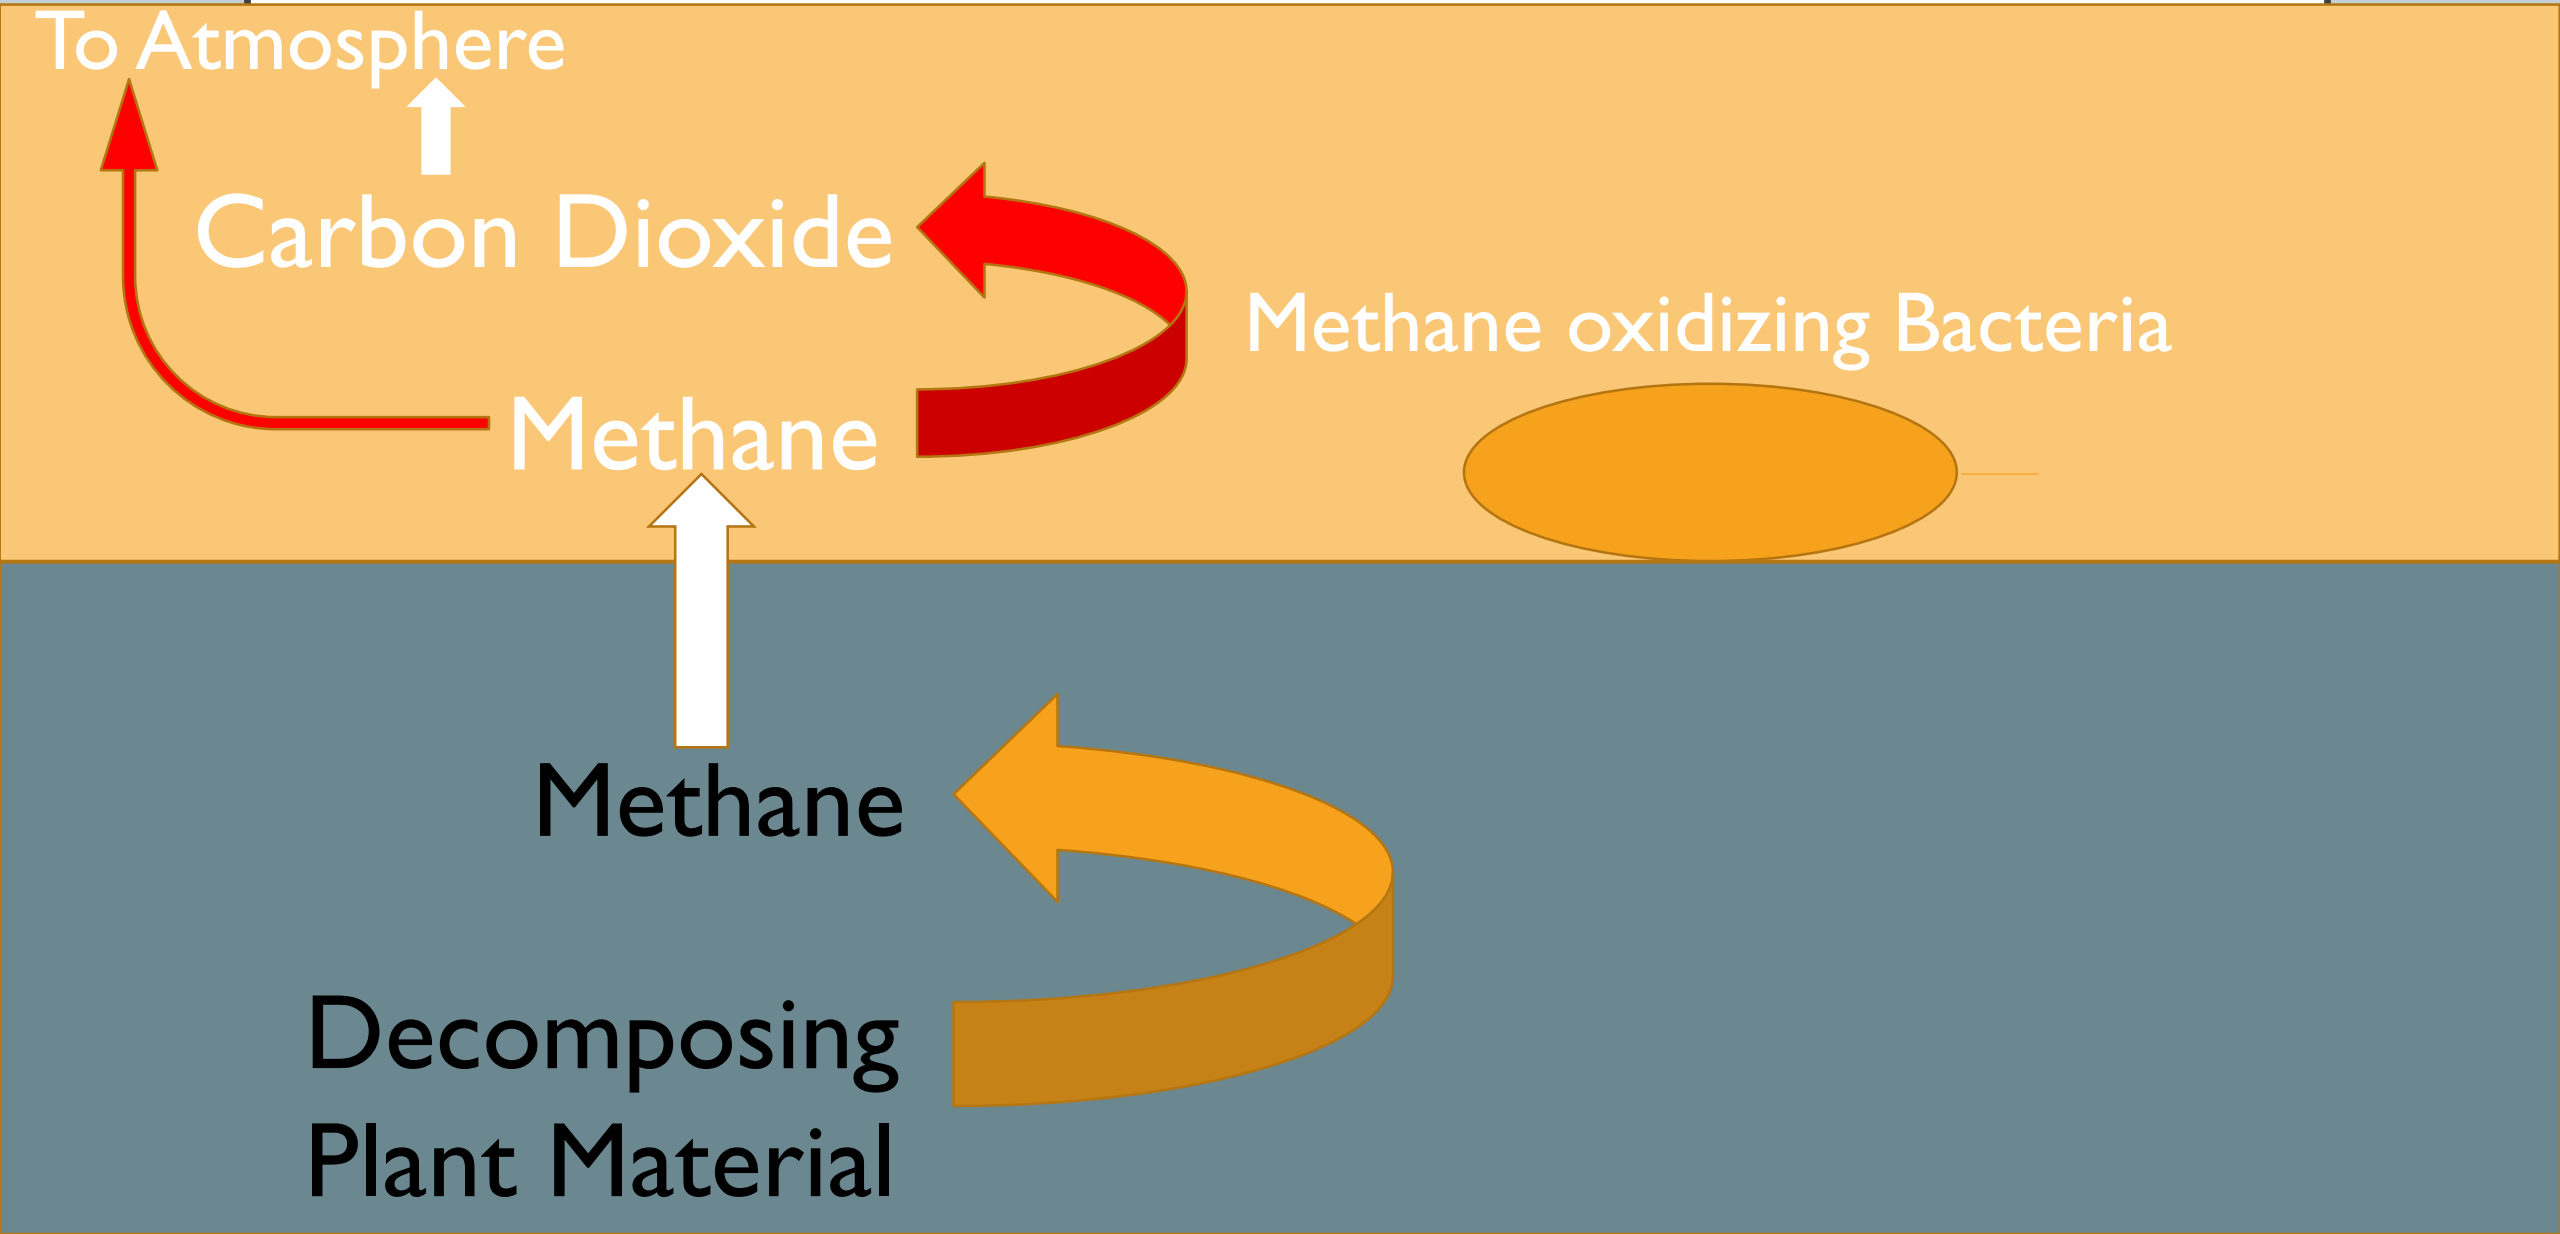 To Atmosphere
Carbon Dioxide
Methane oxidizing Bacteria
Methane
Methane
Decomposing
Plant Material